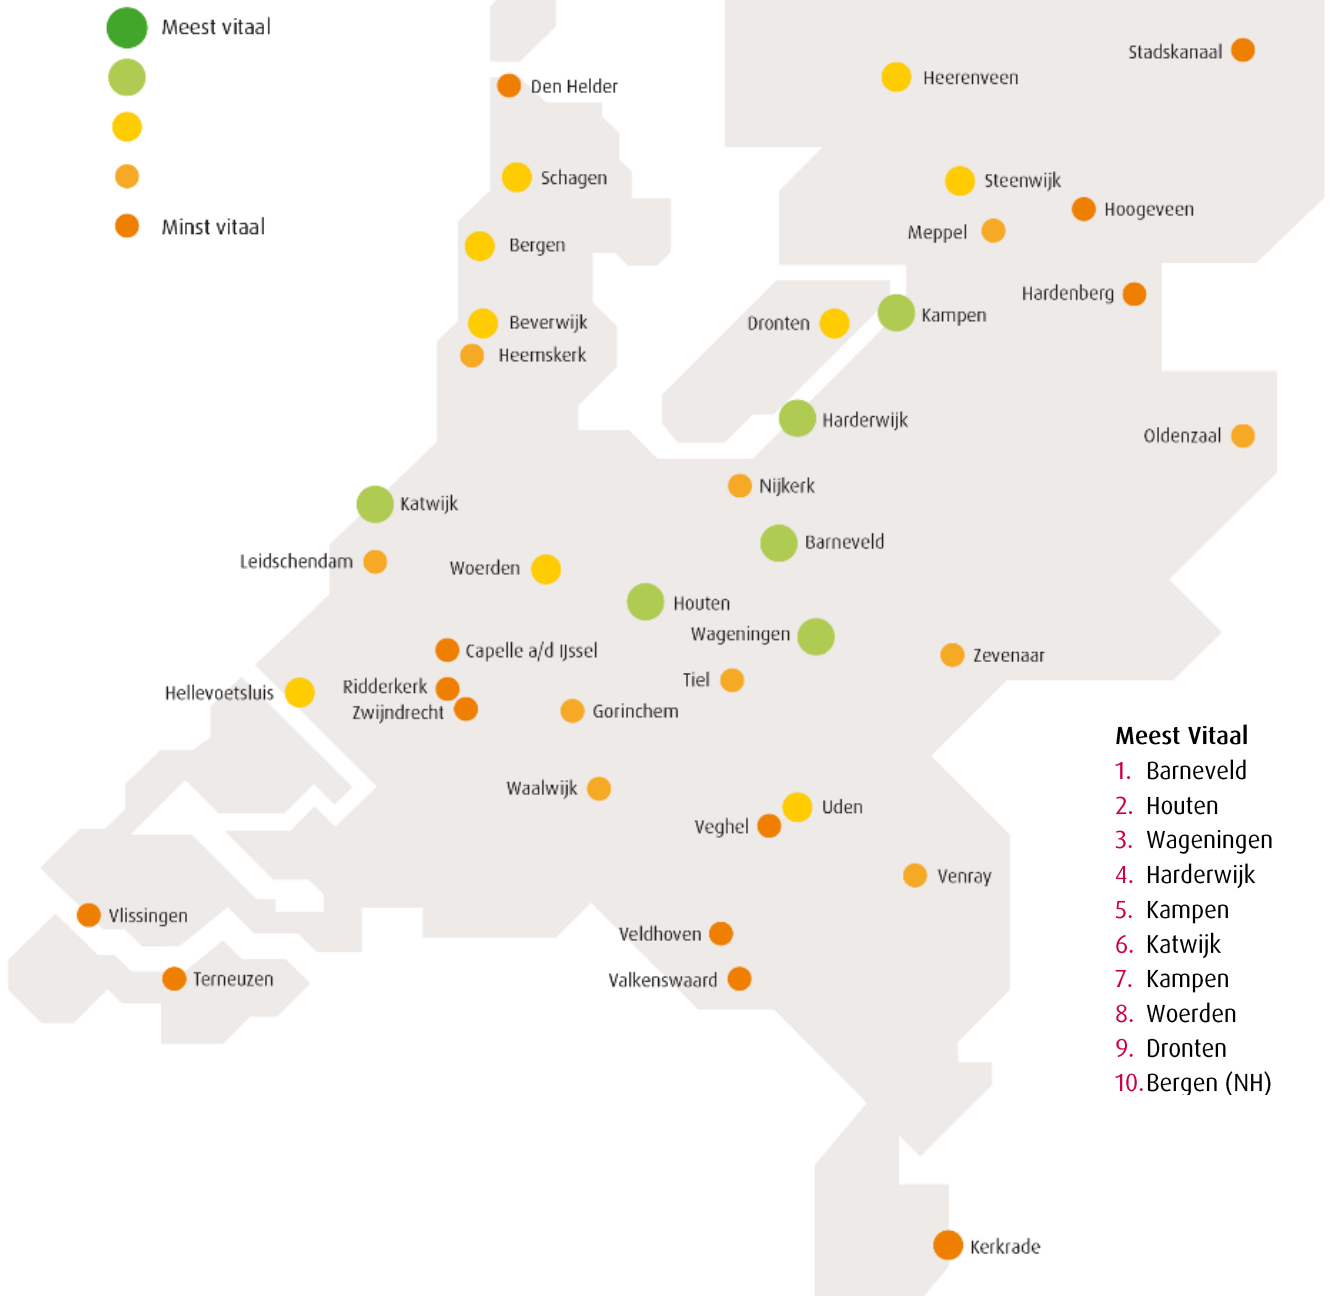 Meest vitaal
Minst vitaal
Stadskanaal
Heerenveen
Den Helder
Schagen
Steenwijk
Hoogeveen
Meppel
Bergen
Hardenberg
Kampen
Dronten
Beverwijk
Heemskerk
Harderwijk
Oldenzaal
Nijkerk
Katwijk
Barneveld
Leidschendam
Woerden
Houten
Wageningen
Capelle a/d IJssel
Zevenaar
Tiel
Ridderkerk
Hellevoetsluis
Zwijndrecht
Gorinchem
Waalwijk
Uden
Veghel
Venray
Vlissingen
Veldhoven
Terneuzen
Valkenswaard
Kerkrade
Meest Vitaal
1. Barneveld
2. Houten
3. Wageningen
4. Harderwijk
5. Kampen
6. Katwijk
7. Kampen
8. Woerden
9. Dronten
10. Bergen (NH)